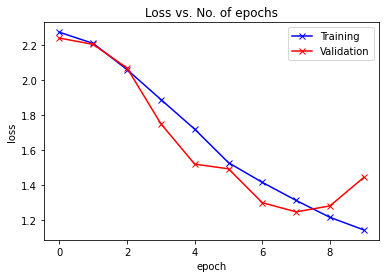 Loss vs. No. of epochs
Training
Validation
2.2
2.0
1.8
1.6
1.4
1.2
loss
0
2
4
6
8
epoch